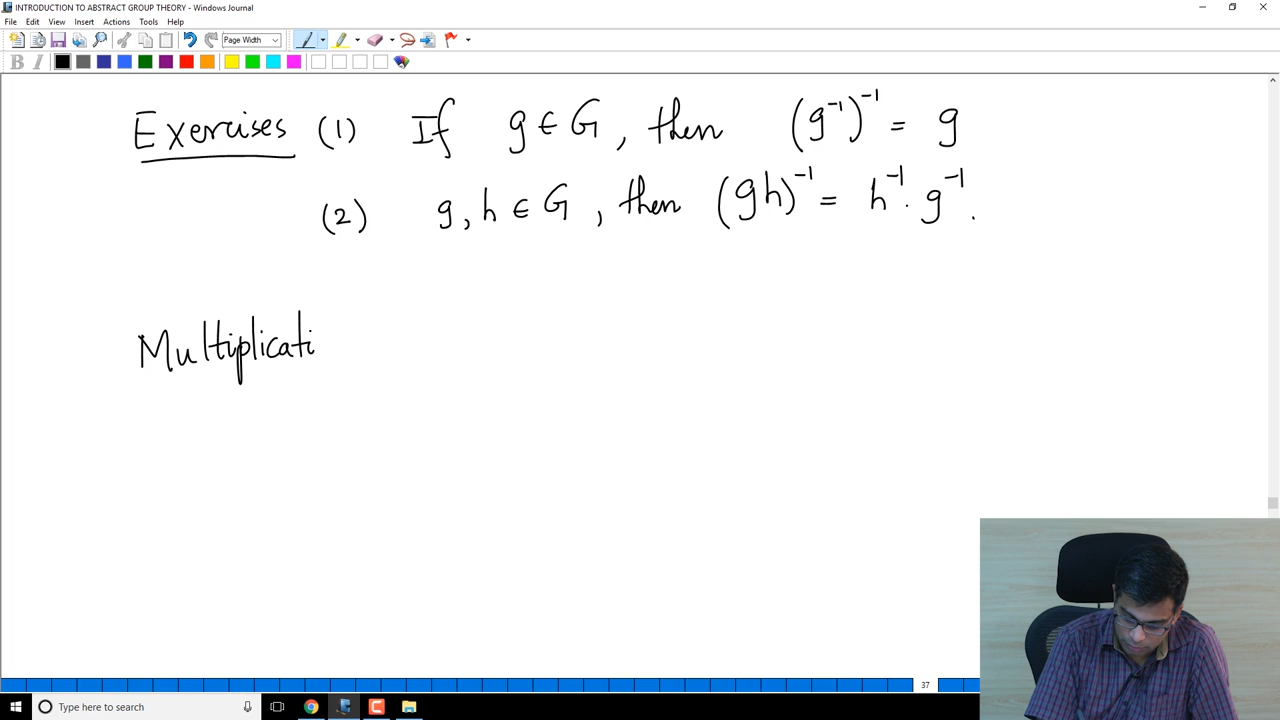 INTRODUCTION TO ABSTRACT GROUP THEORY - Windows Journal
File Edit View Insert Actions Tools Help
Page Width
B I
Exercises (1) If g ∈ G, then (g⁻¹)⁻¹ = g
(2) g, h ∈ G, then (gh)⁻¹ = h⁻¹ · g⁻¹.
Multiplicati
37
Type here to search